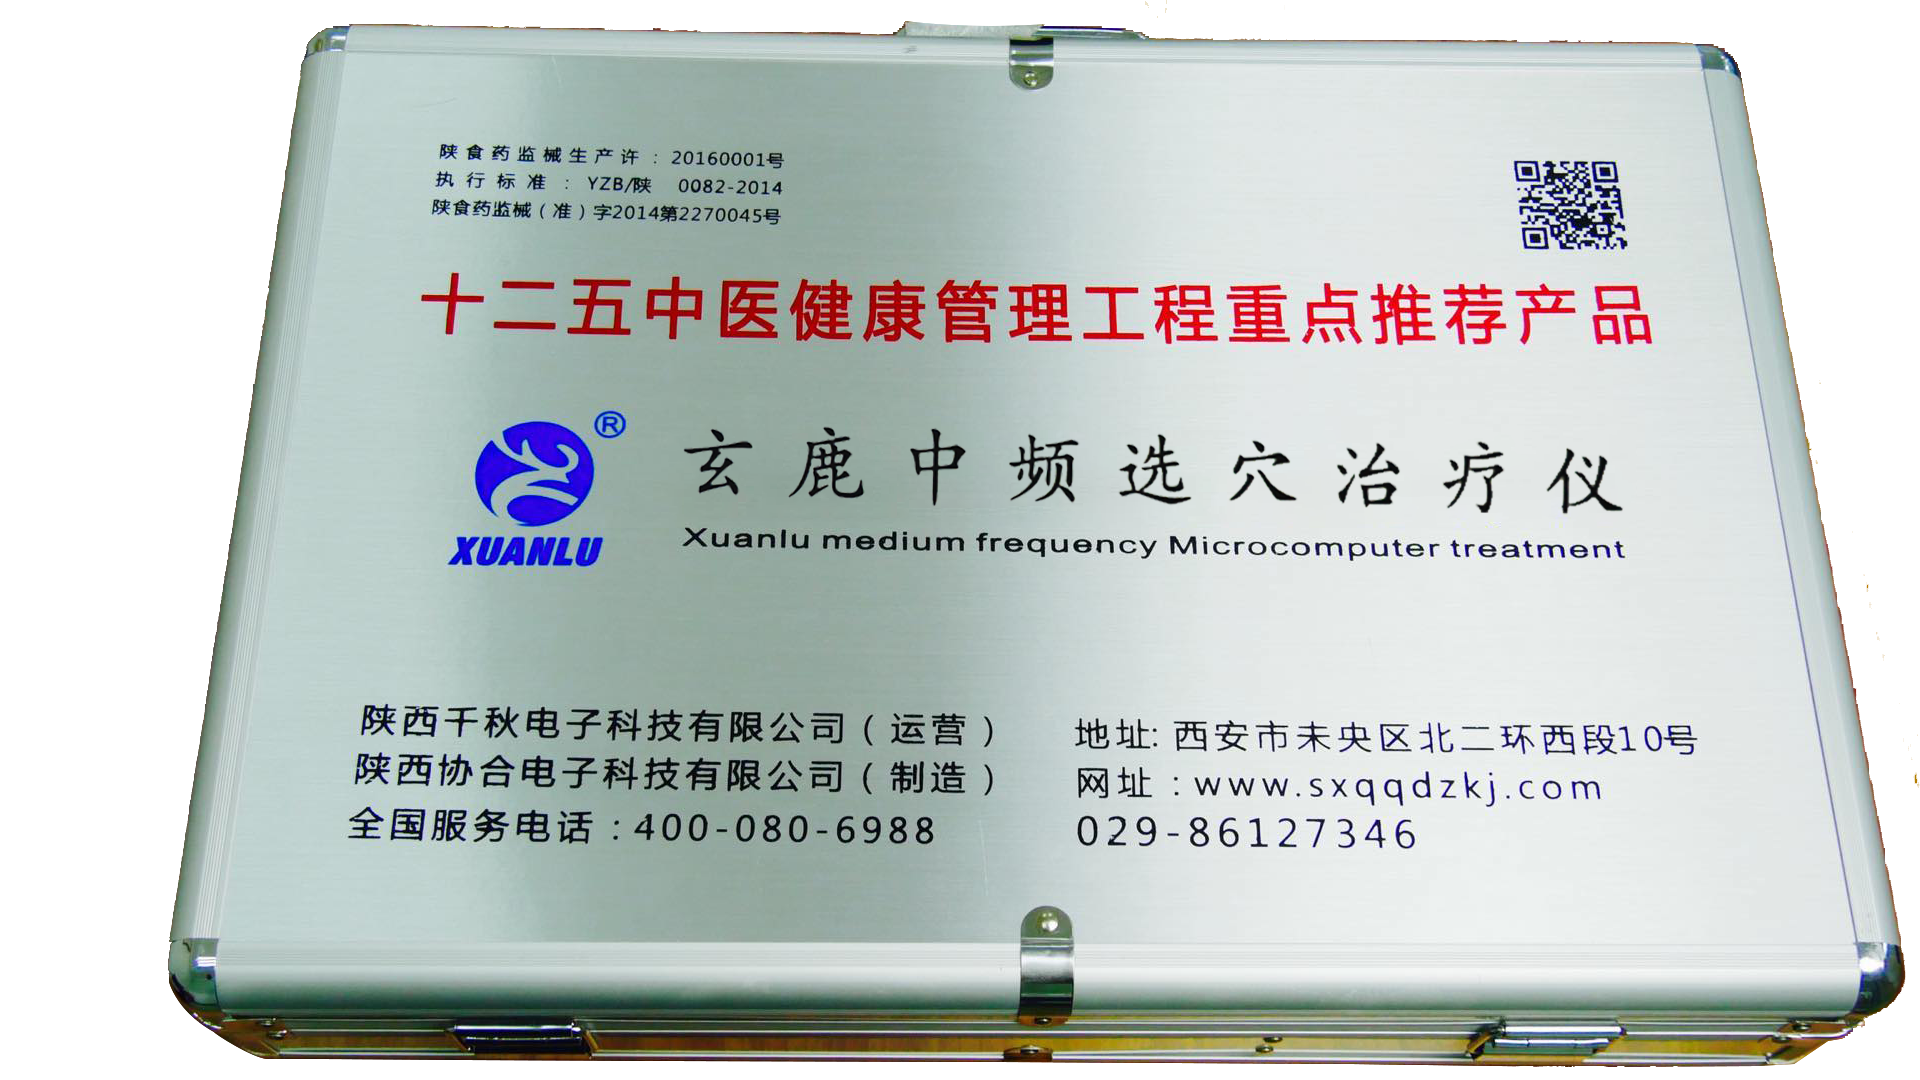 陕食药监械生产许：20160001号
执行标准：YZB/陕 0082-2014
陕食药监械（准）字2014第2270045号
十二五中医健康管理工程重点推荐产品
®
XUANLU
玄鹿中频选穴治疗仪
Xuanlu medium frequency Microcomputer treatment
陕西千秋电子科技有限公司（运营）
陕西协合电子科技有限公司（制造）
全国服务电话：400-080-6988
地址: 西安市未央区北二环西段10号
网址：www.sxqqdzkj.com
029-86127346